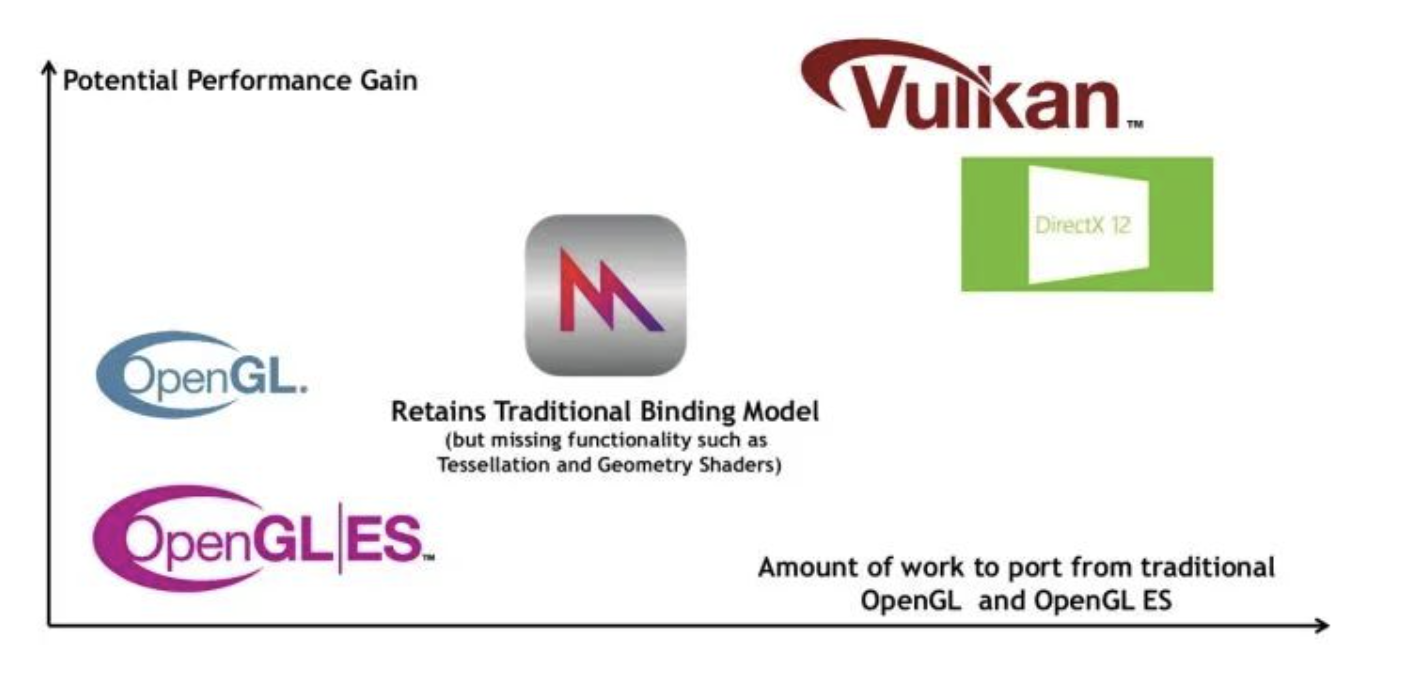 Potential Performance Gain
Vulkan™
DirectX 12
OpenGL.
Retains Traditional Binding Model
(but missing functionality such as
Tessellation and Geometry Shaders)
OpenGL|ES™
Amount of work to port from traditional
OpenGL and OpenGL ES